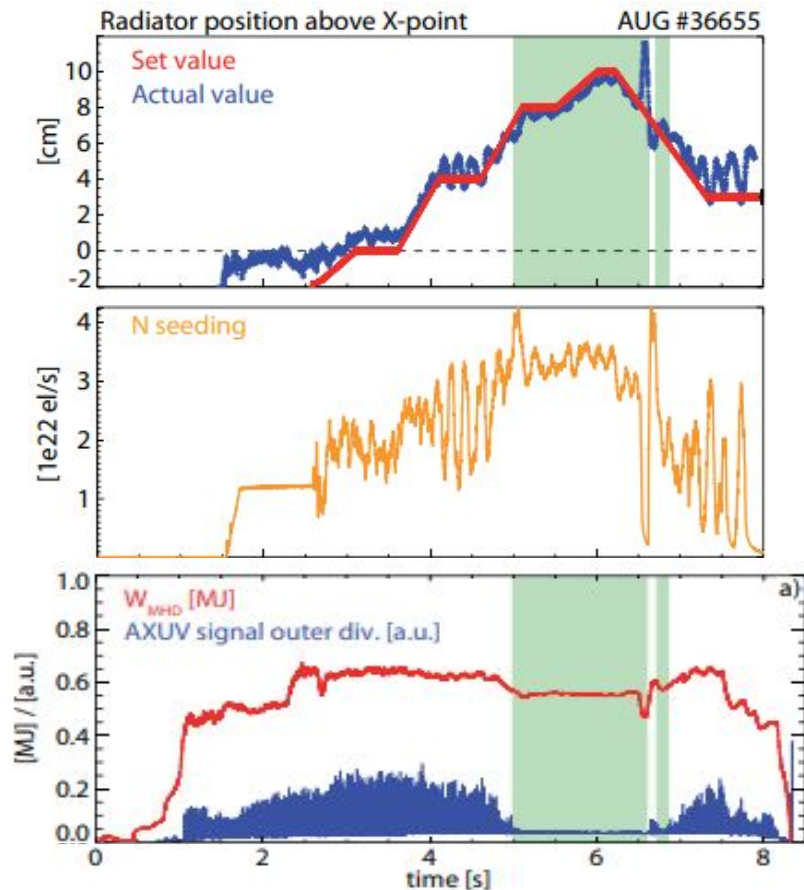 Radiator position above X-point AUG #36655
Set value
Actual value
[cm]
10
8
6
4
2
0
-2
N seeding
[1e22 el/s]
4
3
2
1
a)
W_MHD [MJ]
AXUV signal outer div. [a.u.]
[MJ] / [a.u.]
1.0
0.8
0.6
0.4
0.2
0.0
0 2 4 6 8
time [s]